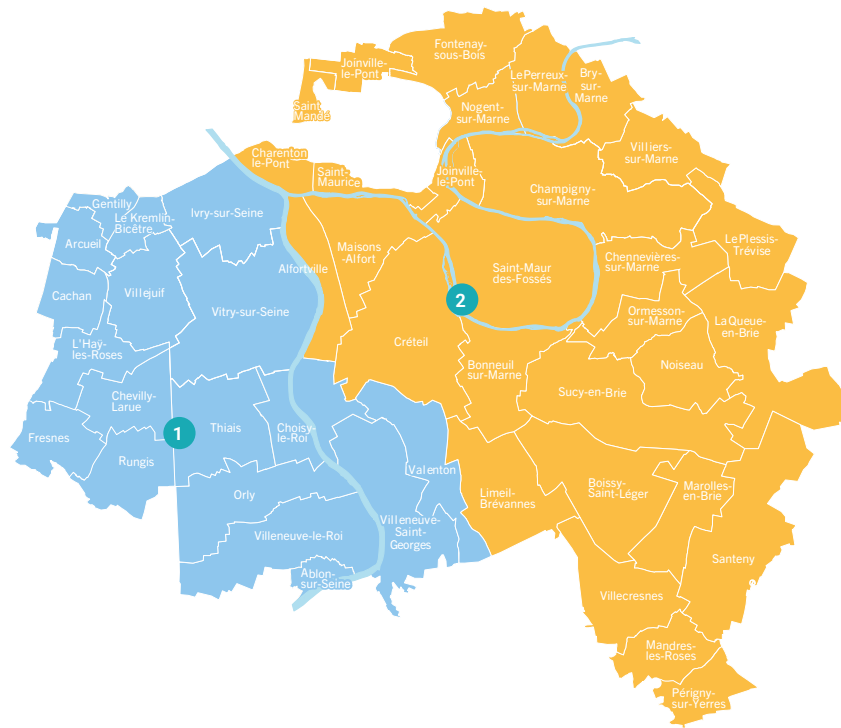 Fontenay-
sous-Bois
Joinville-
le-Pont
Le Perreux-
sur-Marne
Bry-
sur-
Marne
Saint-
Mandé
Nogent-
sur-Marne
Villiers-
sur-Marne
Charenton
le-Pont
Saint-
Maurice
Joinville-
le-Pont
Champigny-
sur-Marne
Gentilly
Le Kremlin-
Bicêtre
Ivry-sur-Seine
Arcueil
Maisons
-Alfort
Alfortville
Saint-Maur
des-Fossés
Chennevières-
sur-Marne
Le Plessis-
Trévise
Cachan
Villejuif
Vitry-sur-Seine
2
Ormesson-
sur-Marne
La Queue-
en-Brie
L'Haÿ-
les-Roses
Créteil
Bonneuil
sur-Marne
Noiseau
Sucy-en-Brie
Chevilly-
Larue
Fresnes
1
Thiais
Choisy-
le-Roi
Rungis
Valenton
Orly
Limeil-
Brévannes
Boissy-
Saint-Léger
Marolles-
en-Brie
Villeneuve-le-Roi
Villeneuve-
Saint-
Georges
Santeny
Ablon-
sur-Seine
Villecresnes
Mandres-
les-Roses
Périgny-
sur-Yerres